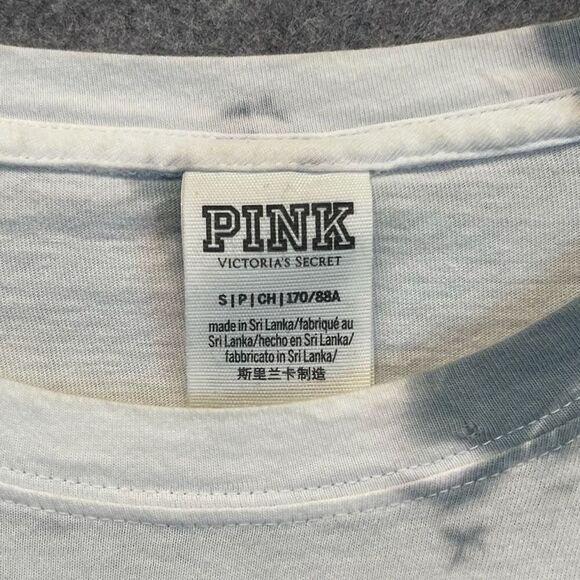 PINK
VICTORIA'S SECRET
S|P|CH|170/88A
made in Sri Lanka/fabriqué au
Sri Lanka/hecho en Sri Lanka/
fabbricato in Sri Lanka/
斯里兰卡制造